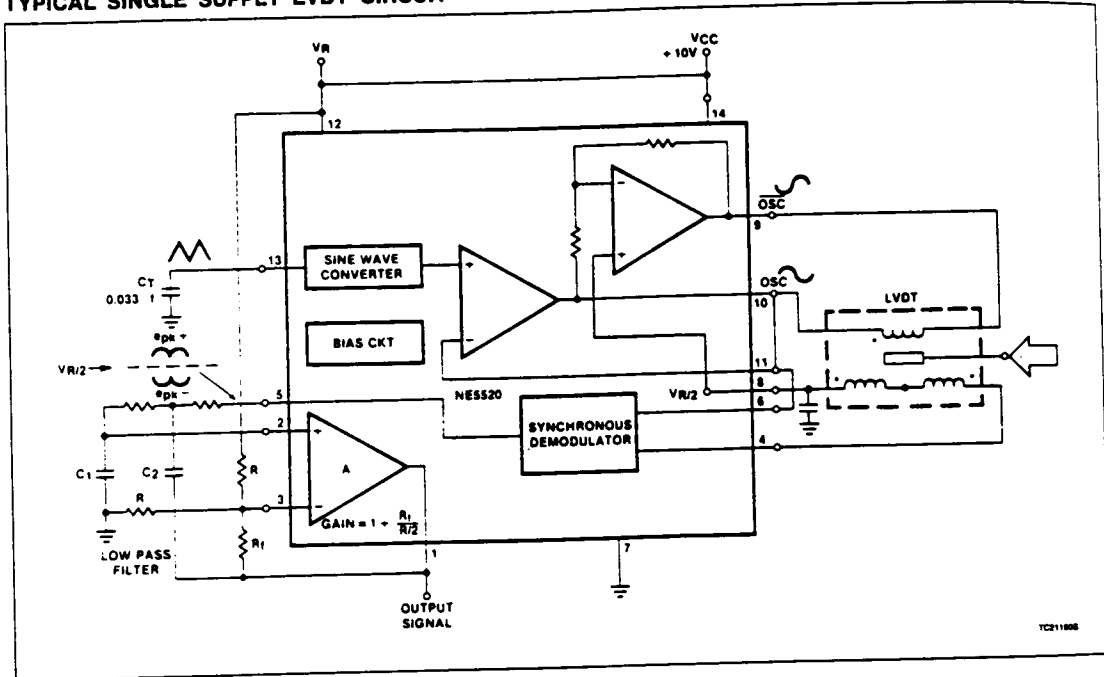 TYPICAL SINGLE SUPPLY LVDT
VR
VCC
+10V
12
14
OSC
9
13
SINE WAVE
CONVERTER
CT
0.033
OSC
10
LVDT
BIAS CKT
epk +
VR/2
epk -
11
5
NE5520
VR/2
8
6
SYNCHRONOUS
DEMODULATOR
2
4
C1
C2
R
A
R
3
GAIN = 1 +
Rf
R/2
Rf
1
7
LOW PASS
FILTER
OUTPUT
SIGNAL